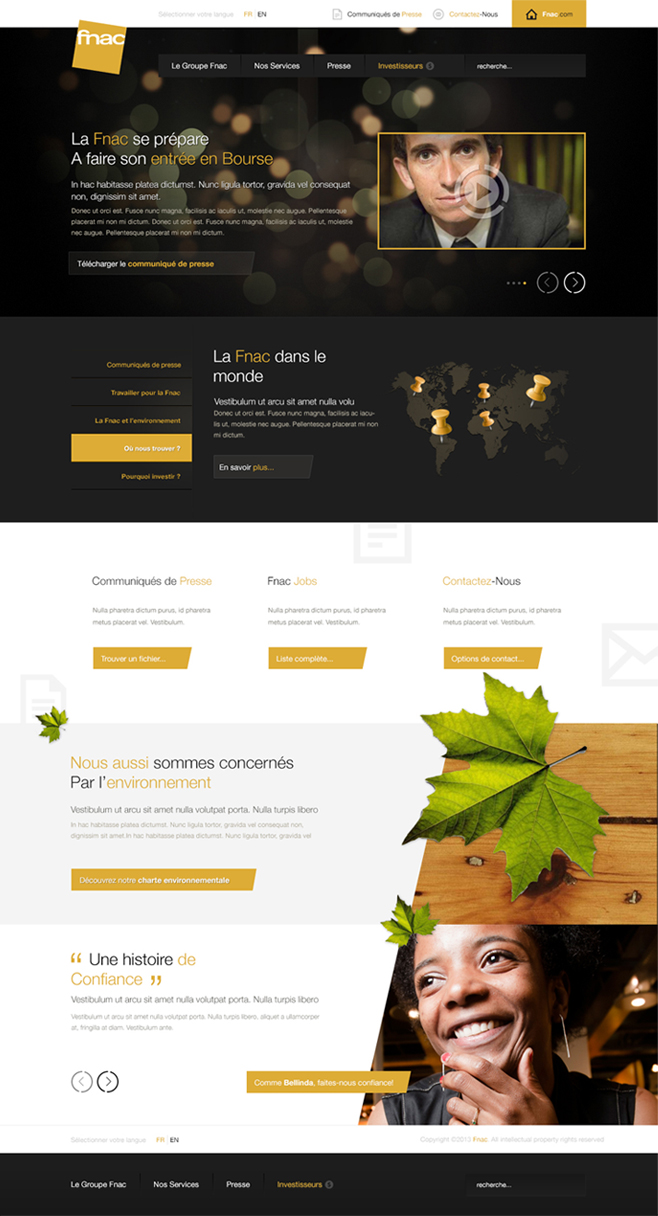 Sélectionner votre langue FR | EN
Communiqués de Presse
Contactez-Nous
Fnac.com
fnac
Le Groupe Fnac
Nos Services
Presse
Investisseurs
recherche...
La Fnac se prépare
A faire son entrée en Bourse
In hac habitasse platea dictumst. Nunc ligula tortor, gravida vel consequat
non, dignissim sit amet.
Donec ut orci est. Fusce nunc magna, facilisis ac iaculis ut, molestie nec augue. Pellentesque
placerat mi non mi dictum. Donec ut orci est. Fusce nunc magna, facilisis ac iaculis ut, molestie
nec augue. Pellentesque placerat mi non mi dictum.
Télécharger le communiqué de presse
Communiqués de presse
Travailler pour la Fnac
La Fnac et l'environnement
Où nous trouver ?
Pourquoi investir ?
La Fnac dans le
monde
Vestibulum ut arcu sit amet nulla volu
Donec ut orci est. Fusce nunc magna, facilisis ac iacu-
lis ut, molestie nec augue. Pellentesque placerat mi non
mi dictum.
En savoir plus...
Communiqués de Presse
Nulla pharetra dictum purus, id pharetra
metus placerat vel. Vestibulum.
Trouver un fichier...
Fnac Jobs
Nulla pharetra dictum purus, id pharetra
metus placerat vel. Vestibulum.
Liste complète...
Contactez-Nous
Nulla pharetra dictum purus, id pharetra
metus placerat vel. Vestibulum.
Options de contact...
Nous aussi sommes concernés
Par l'environnement
Vestibulum ut arcu sit amet nulla volutpat porta. Nulla turpis libero
In hac habitasse platea dictumst. Nunc ligula tortor, gravida vel consequat non,
dignissim sit amet In hac habitasse platea dictumst. Nunc ligula tortor, gravida vel
Découvrez notre charte environnementale
“ Une histoire de
Confiance ”
Vestibulum ut arcu sit amet nulla volutpat porta. Nulla turpis libero
Vestibulum ut arcu sit amet nulla volutpat porta. Nulla turpis libero, aliquet a ullamcorper
at, fringilla at diam. Vestibulum ante.
Comme Bellinda, faites-nous confiance!
Sélectionner votre langue FR | EN
Copyright ©2013 Fnac. All intellectual property rights reserved
Le Groupe Fnac
Nos Services
Presse
Investisseurs
recherche...